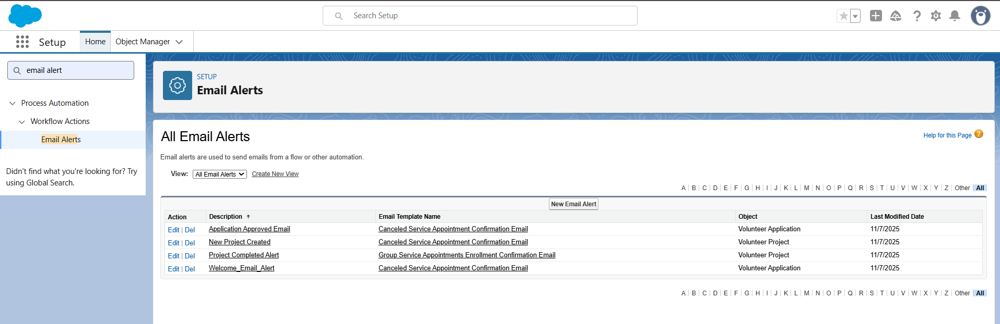 Search Setup
Setup
Home
Object Manager
email alert
Process Automation
Workflow Actions
Email Alerts
Didn't find what you're looking for? Try
using Global Search.
SETUP
Email Alerts
All Email Alerts
Help for this Page ?
Email alerts are used to send emails from a flow or other automation.
View: All Email Alerts Create New View
A | B | C | D | E | F | G | H | I | J | K | L | M | N | O | P | Q | R | S | T | U | V | W | X | Y | Z | Other | All
New Email Alert
Action Description ↑ Email Template Name Object Last Modified Date
Edit | Del Application Approved Email Canceled Service Appointment Confirmation Email Volunteer Application 11/7/2025
Edit | Del New Project Created Canceled Service Appointment Confirmation Email Volunteer Project 11/7/2025
Edit | Del Project Completed Alert Group Service Appointments Enrollment Confirmation Email Volunteer Project 11/7/2025
Edit | Del Welcome_Email_Alert Canceled Service Appointment Confirmation Email Volunteer Application 11/7/2025
A | B | C | D | E | F | G | H | I | J | K | L | M | N | O | P | Q | R | S | T | U | V | W | X | Y | Z | Other | All